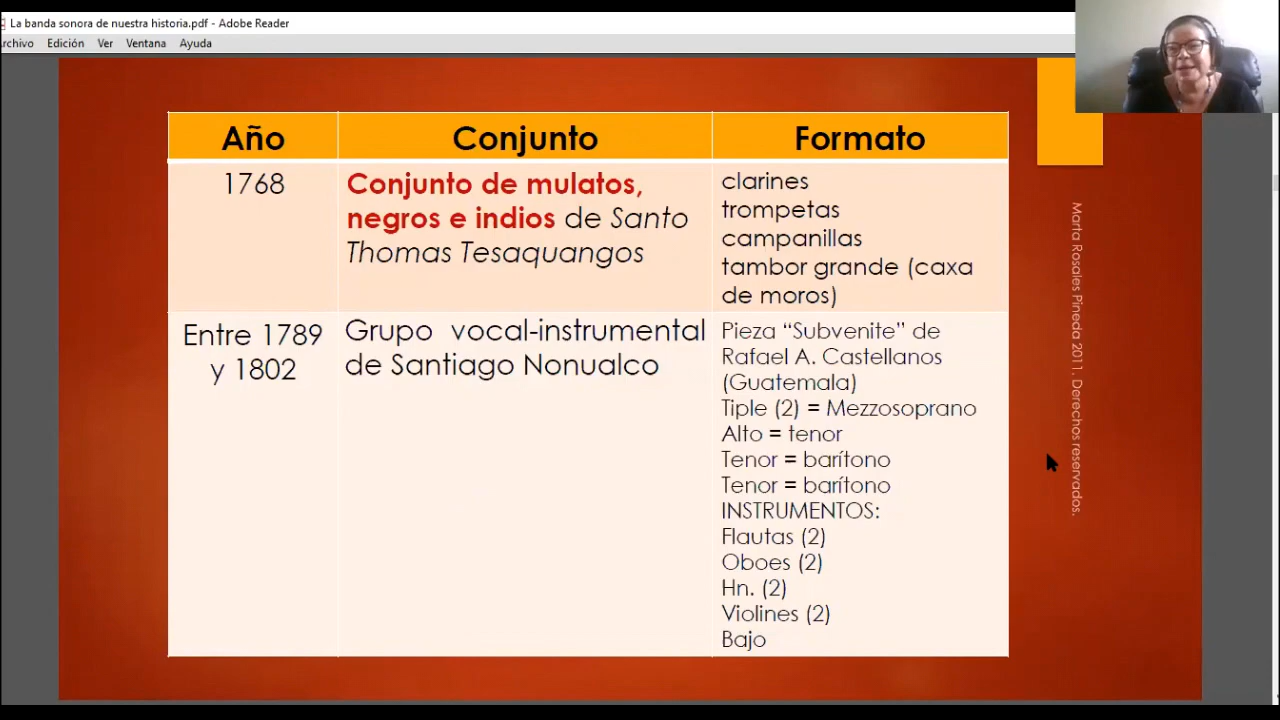 La banda sonora de nuestra historia.pdf - Adobe Reader
rchivo Edición Ver Ventana Ayuda
Año Conjunto Formato
1768
Conjunto de mulatos,
negros e indios de Santo
Thomas Tesaquangos
clarines
trompetas
campanillas
tambor grande (caxa
de moros)
Entre 1789
y 1802
Grupo vocal-instrumental
de Santiago Nonualco
Pieza “Subvenite” de
Rafael A. Castellanos
(Guatemala)
Tiple (2) = Mezzosoprano
Alto = tenor
Tenor = barítono
Tenor = barítono
INSTRUMENTOS:
Flautas (2)
Oboes (2)
Hn. (2)
Violines (2)
Bajo
Marta Rosales Pineda 2011. Derechos reservados.